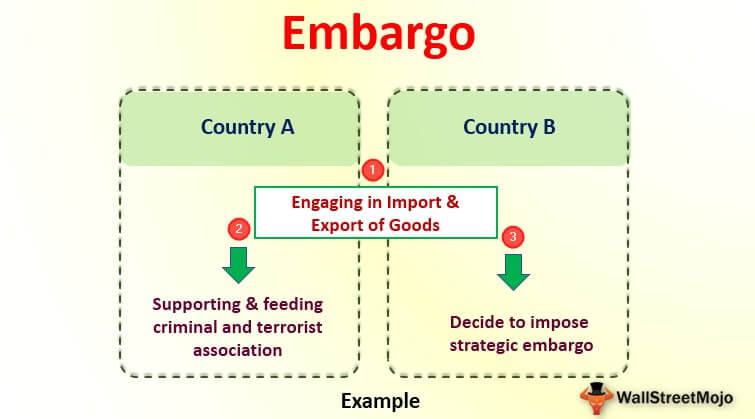 Embargo
Country A
Country B
1
Engaging in Import &
Export of Goods
2
3
Supporting & feeding
criminal and terrorist
association
Decide to impose
strategic embargo
Example
WallStreetMojo